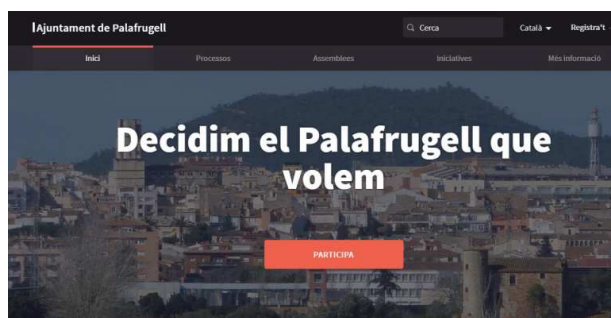 Ajuntament de Palafrugell
Cerca
Català
Registra't
Inici
Processos
Assemblees
Iniciatives
Més informació
Decidim el Palafrugell que
volem
PARTICIPA